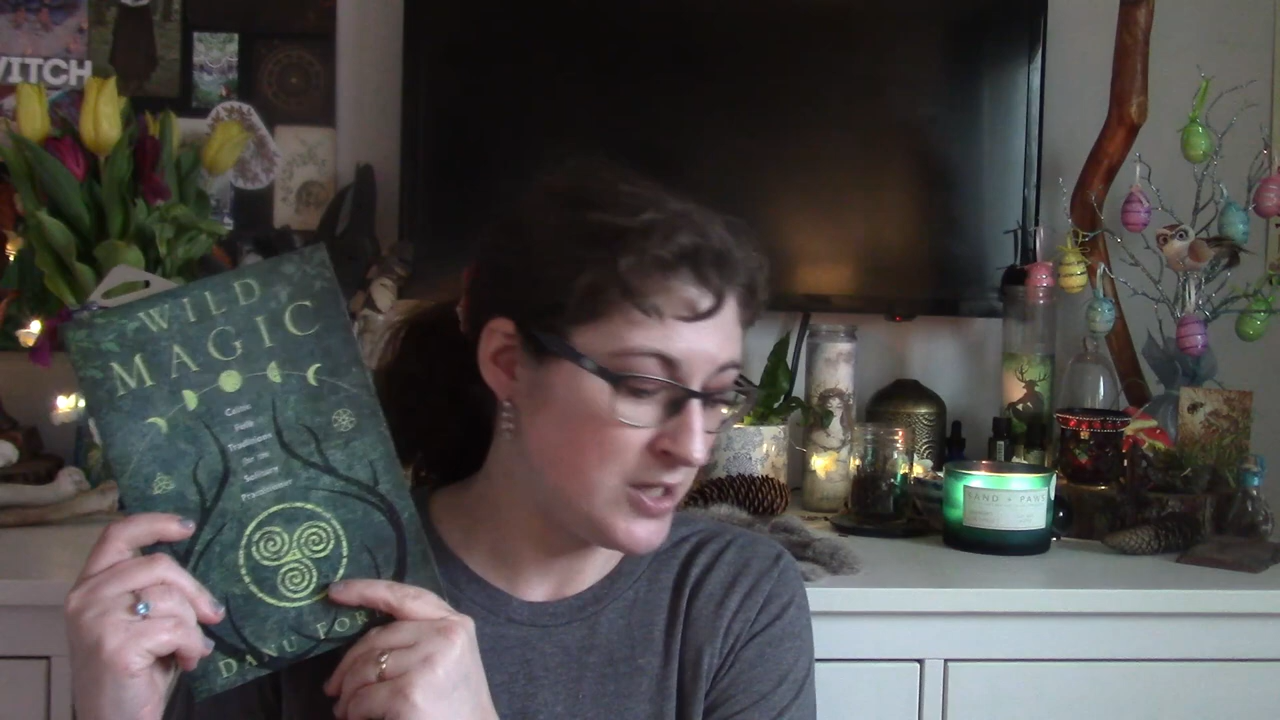 WITCH
WILD
MAGIC
Celtic
Folk
Traditions
for the
Solitary
Practitioner
DANU FOR
SAND + PAWS